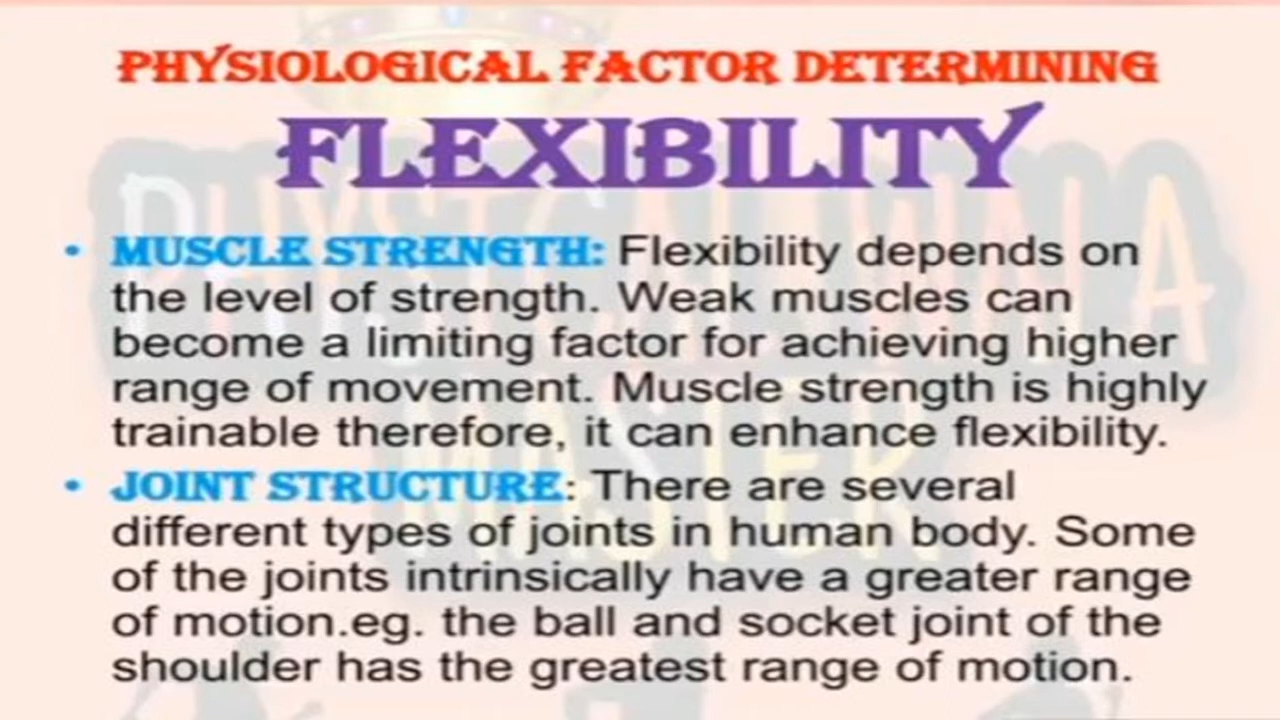 PHYSIOLOGICAL FACTOR DETERMINING
FLEXIBILITY
• MUSCLE STRENGTH: Flexibility depends on
the level of strength. Weak muscles can
become a limiting factor for achieving higher
range of movement. Muscle strength is highly
trainable therefore, it can enhance flexibility.
• JOINT STRUCTURE: There are several
different types of joints in human body. Some
of the joints intrinsically have a greater range
of motion.eg. the ball and socket joint of the
shoulder has the greatest range of motion.
MASTER